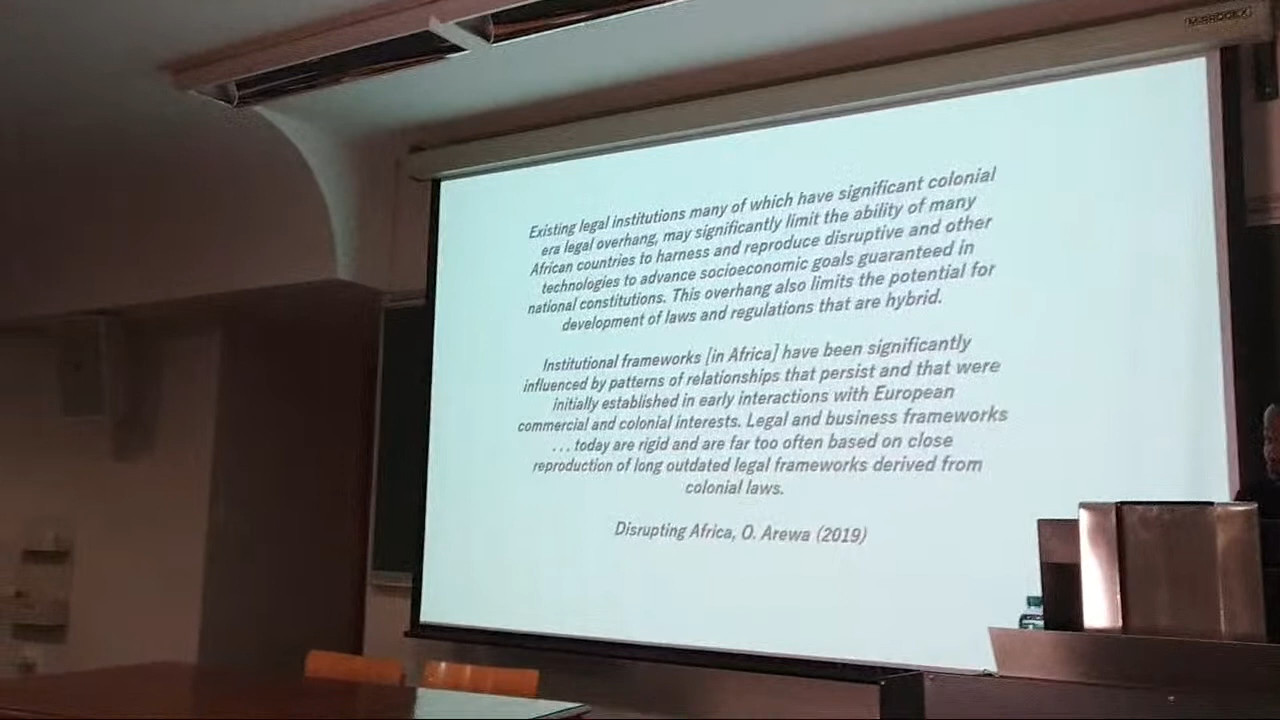 Existing legal institutions many of which have significant colonial
era legal overhang, may significantly limit the ability of many
African countries to harness and reproduce disruptive and other
technologies to advance socioeconomic goals guaranteed in
national constitutions. This overhang also limits the potential for
development of laws and regulations that are hybrid.
Institutional frameworks [in Africa] have been significantly
influenced by patterns of relationships that persist and that were
initially established in early interactions with European
commercial and colonial interests. Legal and business frameworks
. . . today are rigid and are far too often based on close
reproduction of long outdated legal frameworks derived from
colonial laws.
Disrupting Africa, O. Arewa (2019)